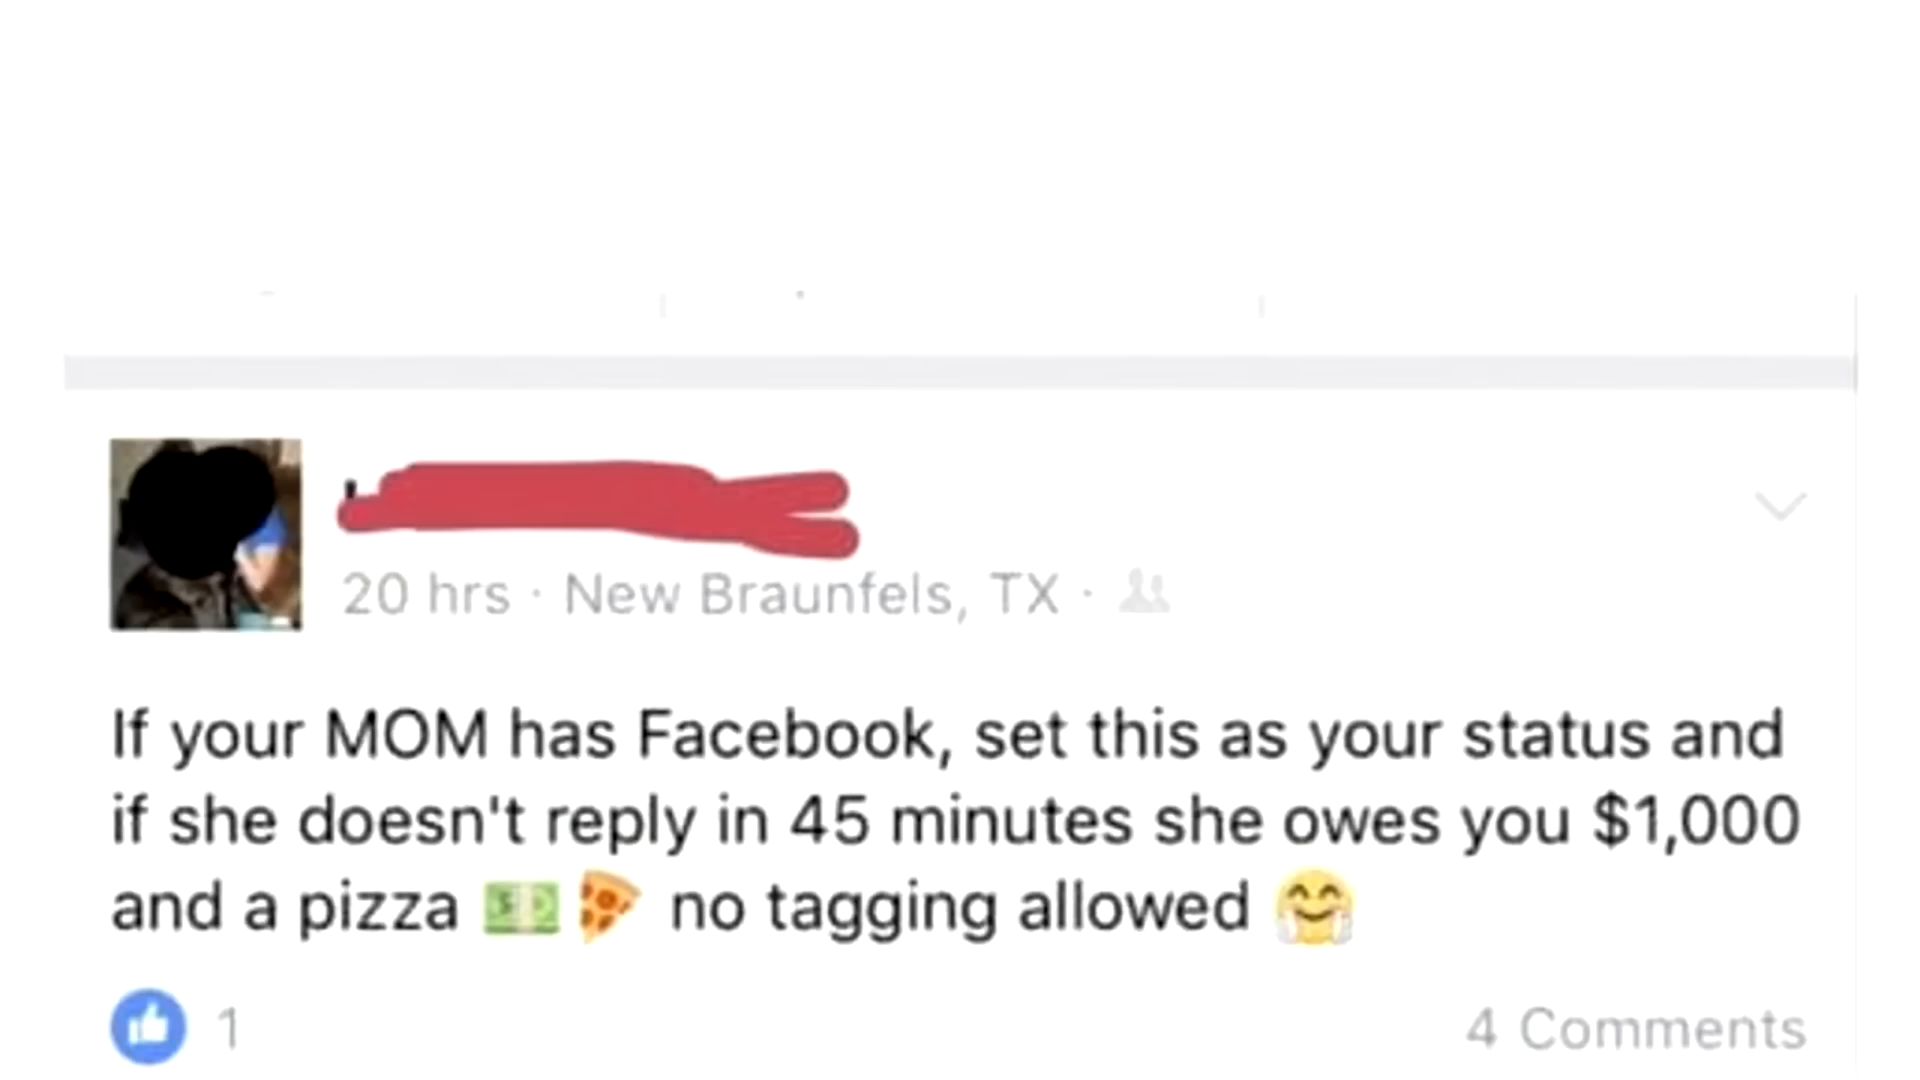 20 hrs · New Braunfels, TX ·
If your MOM has Facebook, set this as your status and
if she doesn't reply in 45 minutes she owes you $1,000
and a pizza 💵🍕 no tagging allowed 🤗
1
4 Comments